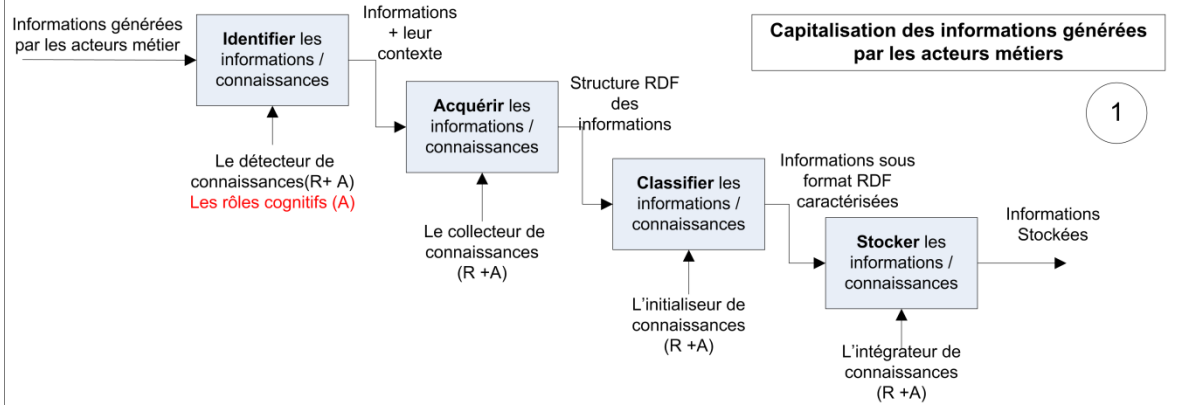 Informations générées
par les acteurs métier
Identifier les
informations /
connaissances
Informations
+ leur
contexte
Capitalisation des informations générées
par les acteurs métiers
1
Le détecteur de
connaissances(R+ A)
Les rôles cognitifs (A)
Acquérir les
informations /
connaissances
Structure RDF
des
informations
Le collecteur de
connaissances
(R +A)
Classifier les
informations /
connaissances
Informations sous
format RDF
caractérisées
L'initialiseur de
connaissances
(R +A)
Stocker les
informations /
connaissances
Informations
Stockées
L'intégrateur de
connaissances
(R +A)